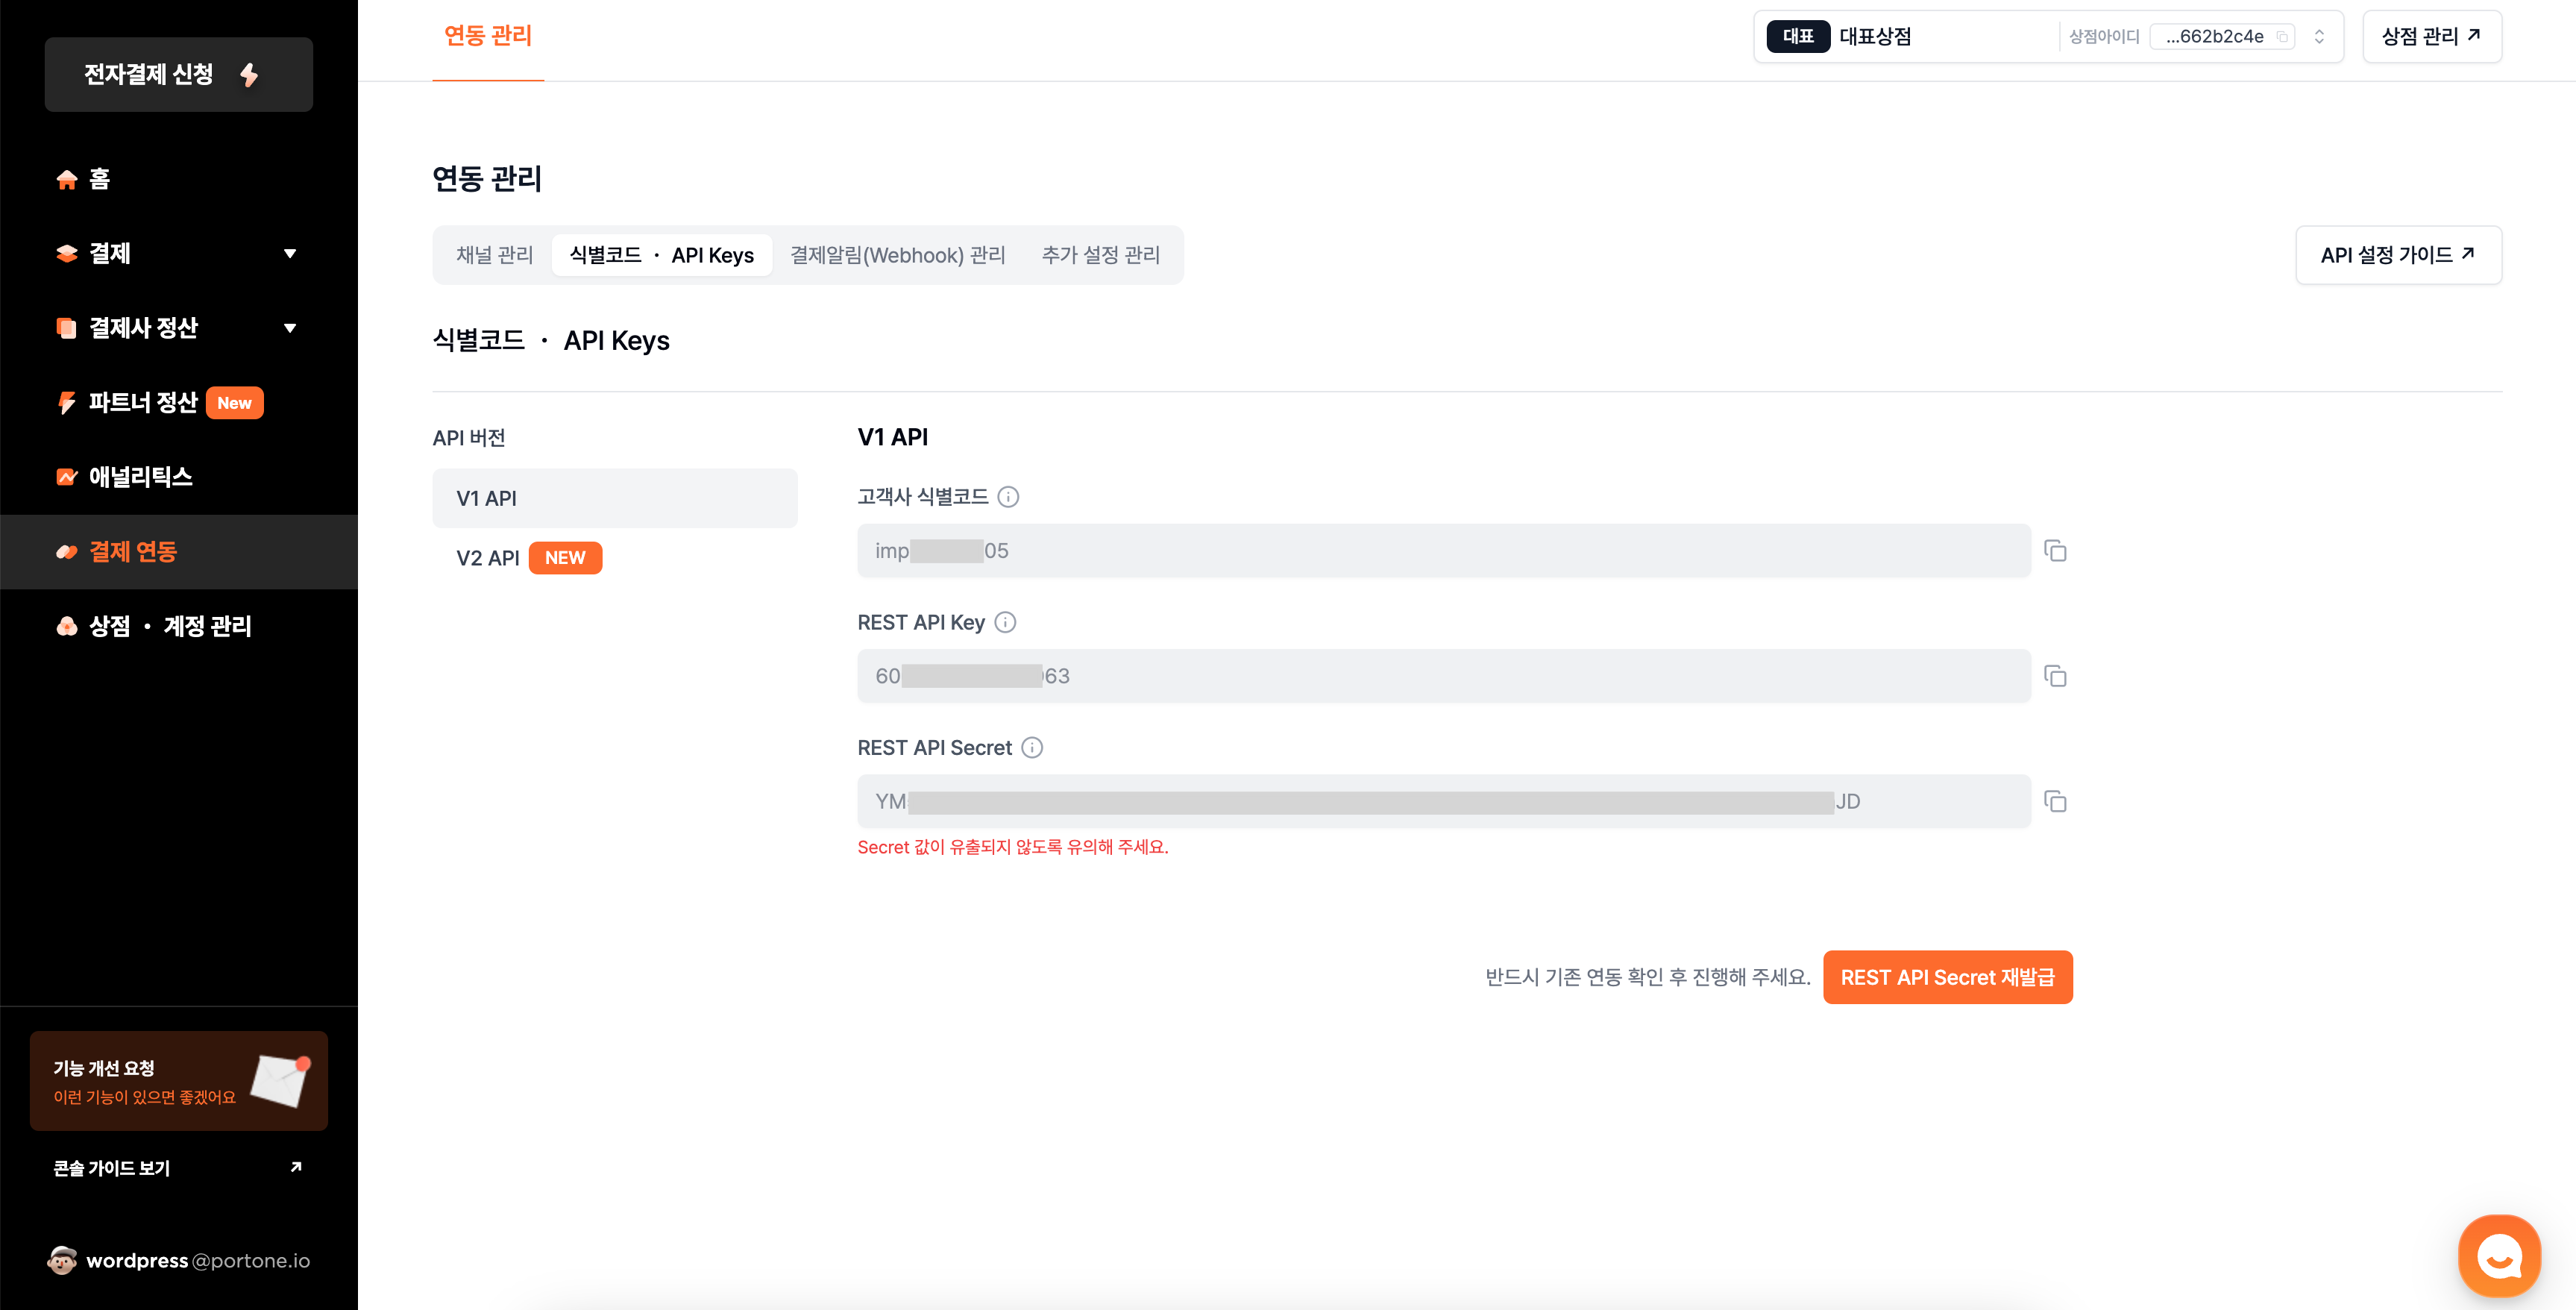 전자결제 신청
홈
결제
결제사 정산
파트너 정산 New
애널리틱스
결제 연동
상점 · 계정 관리
기능 개선 요청
이런 기능이 있으면 좋겠어요
콘솔 가이드 보기
wordpress@portone.io
연동 관리
대표 대표상점 상점아이디 ...662b2c4e
상점 관리
연동 관리
채널 관리 식별코드 · API Keys 결제알림(Webhook) 관리 추가 설정 관리
API 설정 가이드
식별코드 · API Keys
API 버전
V1 API
V2 API NEW
V1 API
고객사 식별코드
imp 05
REST API Key
60 63
REST API Secret
YM JD
Secret 값이 유출되지 않도록 유의해 주세요.
반드시 기존 연동 확인 후 진행해 주세요.
REST API Secret 재발급